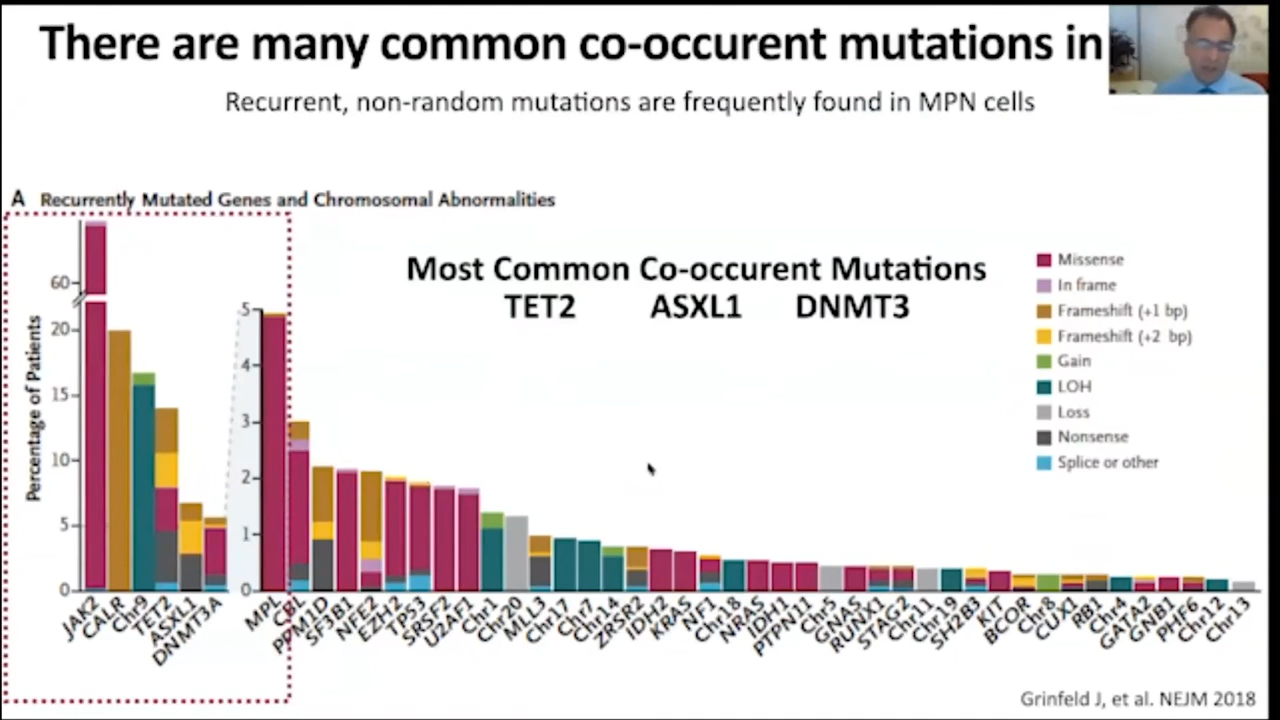 There are many common co-occurent mutations in
Recurrent, non-random mutations are frequently found in MPN cells
A Recurrently Mutated Genes and Chromosomal Abnormalities
Most Common Co-occurent Mutations
TET2 ASXL1 DNMT3
Missense
In frame
Frameshift (+1 bp)
Frameshift (+2 bp)
Gain
LOH
Loss
Nonsense
Splice or other
Percentage of Patients
60
20
15
10
5
0
5
4
3
2
1
0
JAK2 CALR Chr9 TET2 ASXL1 DNMT3A MPL CBL PPM1D SF3B1 NFE2 EZH2 TP53 SRSF2 U2AF1 Chr1 Chr20 MLL3 Chr17 Chr7 Chr14 ZRSR2 IDH2 KRAS NF1 Chr18 NRAS IDH1 PTPN11 Chr5 GNAS RUNX1 STAG2 Chr11 Chr19 SH2B3 KIT BCOR Chr8 CUX1 RB1 Chr4 GATA2 GNB1 PHF6 Chr12 Chr13
Grinfeld J, et al. NEJM 2018